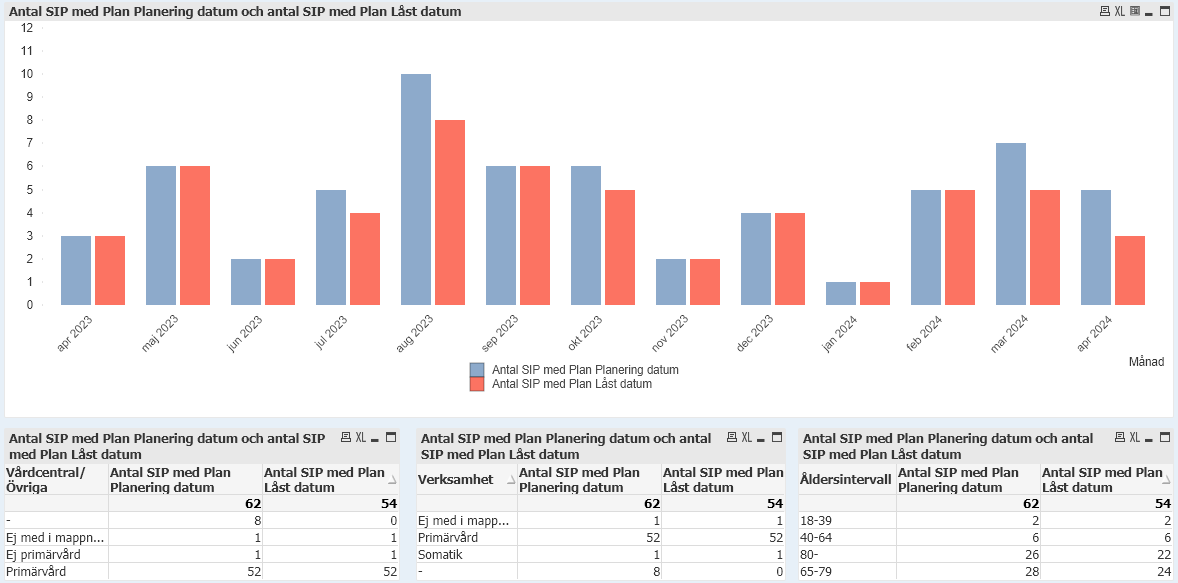 Antal SIP med Plan Planering datum och antal SIP med Plan Låst datum
XL
12
11
10
9
8
7
6
5
4
3
2
1
0
apr 2023
maj 2023
jun 2023
jul 2023
aug 2023
sep 2023
okt 2023
nov 2023
dec 2023
jan 2024
feb 2024
mar 2024
apr 2024
Månad
Antal SIP med Plan Planering datum
Antal SIP med Plan Låst datum
Antal SIP med Plan Planering datum och antal SIP
med Plan Låst datum
XL
Vårdcentral/
Övriga
Antal SIP med Plan
Planering datum
Antal SIP med Plan
Låst datum
62 54
- 8 0
Ej med i mappn... 1 1
Ej primärvård 1 1
Primärvård 52 52
Antal SIP med Plan Planering datum och antal
SIP med Plan Låst datum
XL
Verksamhet
Antal SIP med Plan
Planering datum
Antal SIP med Plan
Låst datum
62 54
Ej med i mapp... 1 1
Primärvård 52 52
Somatik 1 1
- 8 0
Antal SIP med Plan Planering datum och antal
SIP med Plan Låst datum
XL
Åldersintervall
Antal SIP med Plan
Planering datum
Antal SIP med Plan
Låst datum
62 54
18-39 2 2
40-64 6 6
80- 26 22
65-79 28 24